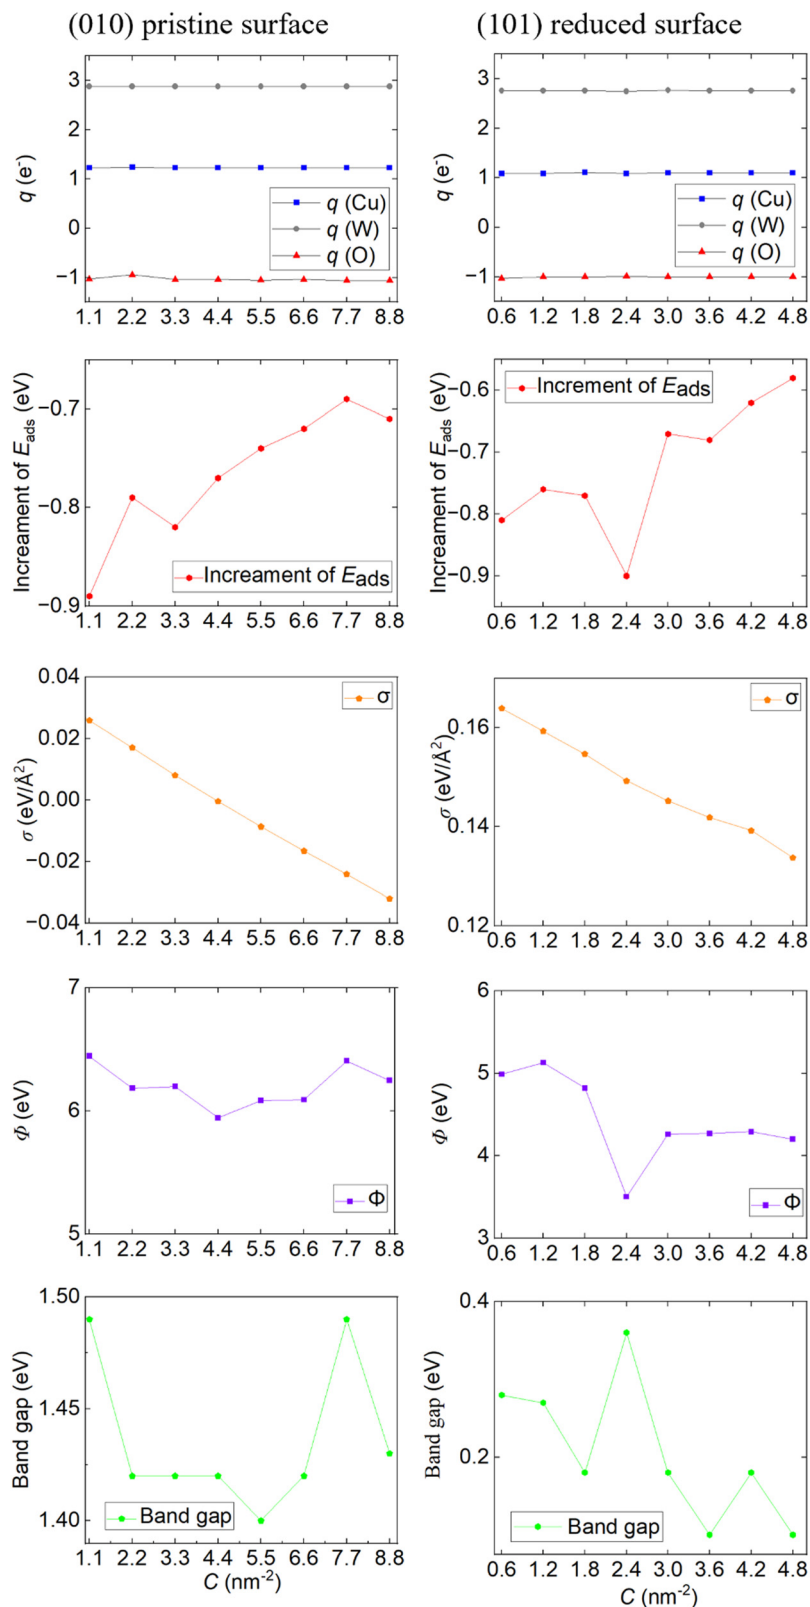 (010) pristine surface
(101) reduced surface
3
2
1
0
−1
q (e⁻)
q (Cu)
q (W)
q (O)
1.1 2.2 3.3 4.4 5.5 6.6 7.7 8.8
3
2
1
0
−1
q (e⁻)
q (Cu)
q (W)
q (O)
0.6 1.2 1.8 2.4 3.0 3.6 4.2 4.8
−0.7
−0.8
−0.9
Increament of Eads (eV)
Increament of Eads
1.1 2.2 3.3 4.4 5.5 6.6 7.7 8.8
−0.6
−0.7
−0.8
−0.9
Increament of Eads (eV)
Increment of Eads
0.6 1.2 1.8 2.4 3.0 3.6 4.2 4.8
0.04
0.02
0.00
−0.02
−0.04
σ (eV/Å²)
σ
1.1 2.2 3.3 4.4 5.5 6.6 7.7 8.8
0.16
0.14
0.12
σ (eV/Å²)
σ
0.6 1.2 1.8 2.4 3.0 3.6 4.2 4.8
7
6
5
Φ (eV)
Φ
1.1 2.2 3.3 4.4 5.5 6.6 7.7 8.8
6
5
4
3
Φ (eV)
Φ
0.6 1.2 1.8 2.4 3.0 3.6 4.2 4.8
1.50
1.45
1.40
Band gap (eV)
Band gap
1.1 2.2 3.3 4.4 5.5 6.6 7.7 8.8
C (nm⁻²)
0.4
0.2
Band gap (eV)
Band gap
0.6 1.2 1.8 2.4 3.0 3.6 4.2 4.8
C (nm⁻²)